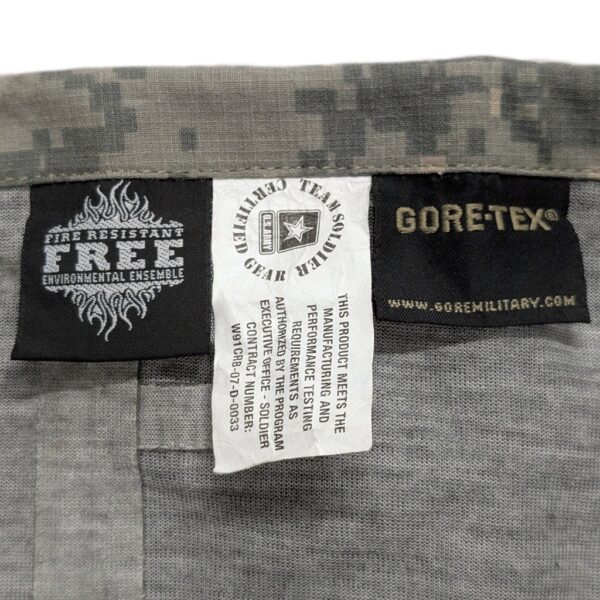 FIRE RESISTANT
FREE
ENVIRONMENTAL ENSEMBLE
TEAM SOLDIER
CERTIFIED GEAR
U.S. ARMY
THIS PRODUCT MEETS THE
MANUFACTURING AND
PERFORMANCE TESTING
REQUIREMENTS AS
AUTHORIZED BY THE PROGRAM
EXECUTIVE OFFICE - SOLDIER
CONTRACT NUMBER:
W91CRB-07-D-0033
GORE-TEX®
WWW.GOREMILITARY.COM